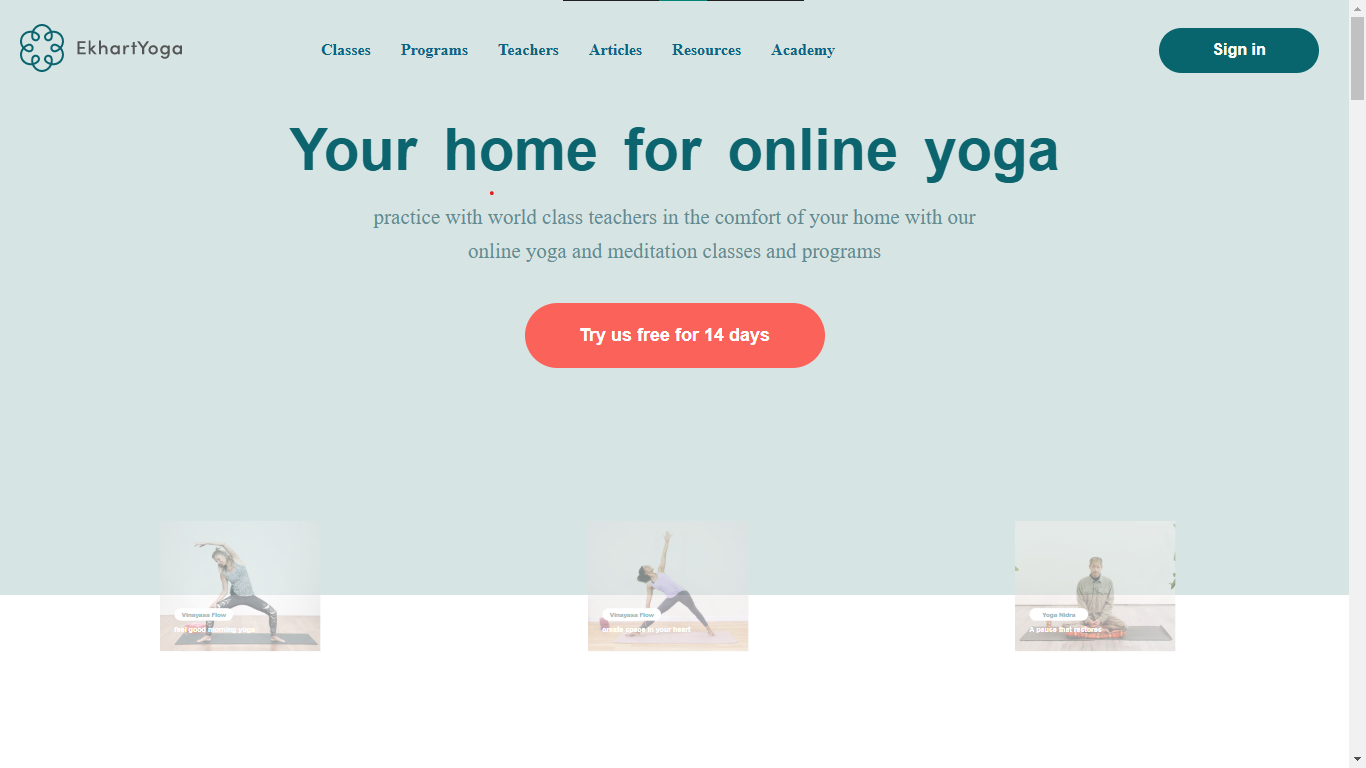 EkhartYoga
Classes Programs Teachers Articles Resources Academy
Sign in
Your home for online yoga
practice with world class teachers in the comfort of your home with our
online yoga and meditation classes and programs
Try us free for 14 days
Vinayasa Flow
feel good morning yoga
Vinayasa Flow
create space in your heart
Yoga Nidra
A pause that restores